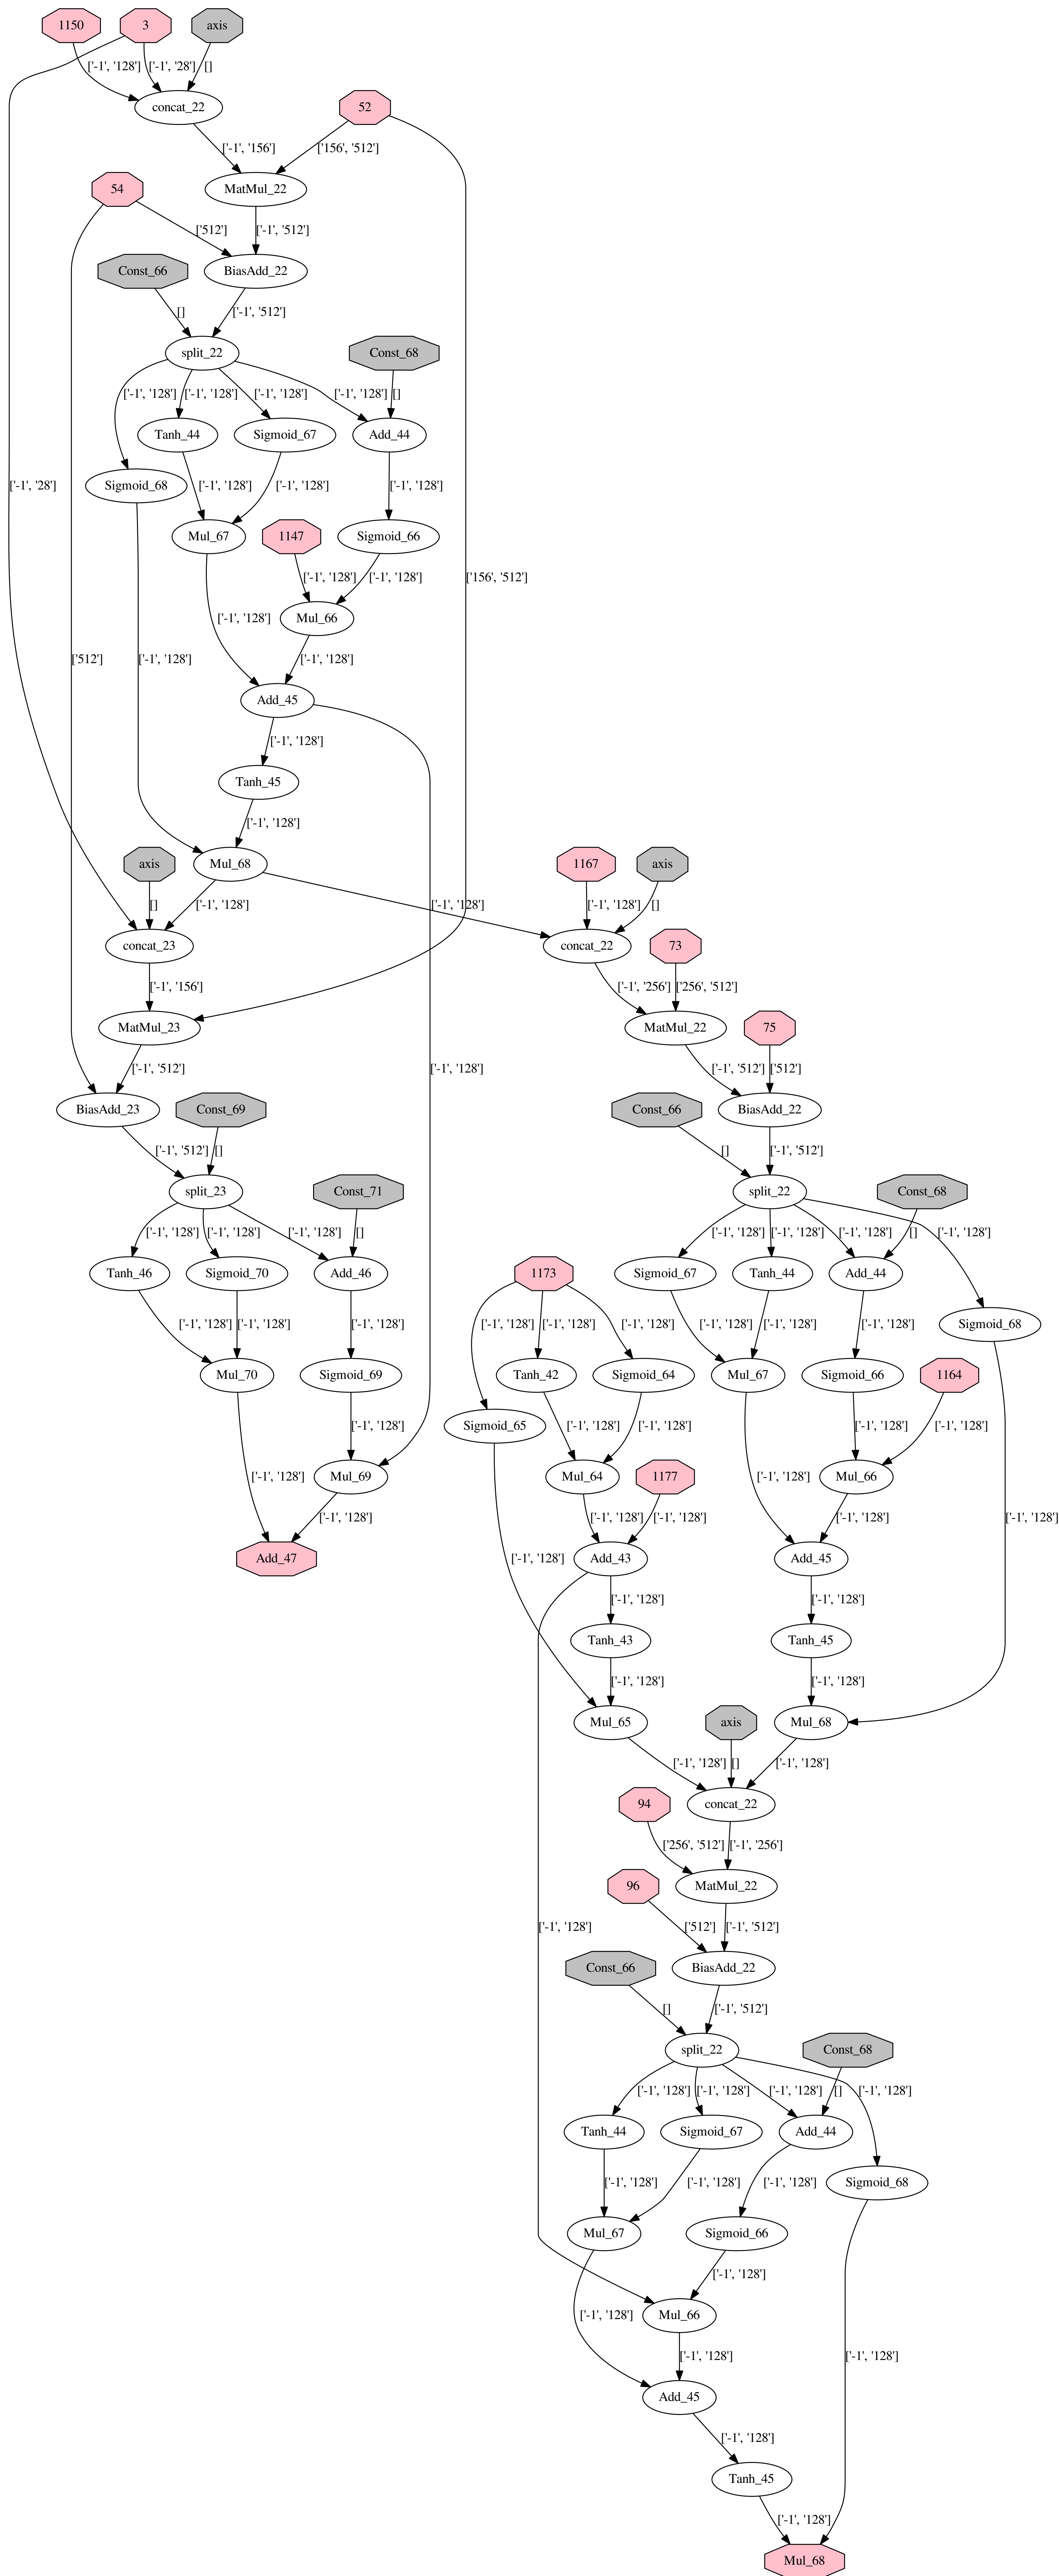 1150 3 axis
['-1', '128'] ['-1', '28'] []
concat_22 52
['-1', '156'] ['156', '512']
54 MatMul_22
['512'] ['-1', '512']
Const_66 BiasAdd_22
[] ['-1', '512']
split_22 Const_68
['-1', '128'] ['-1', '128'] ['-1', '128'] ['-1', '128'] []
Tanh_44 Sigmoid_67 Add_44
['-1', '28'] Sigmoid_68 ['-1', '128'] ['-1', '128'] ['-1', '128']
Mul_67 1147 Sigmoid_66
['-1', '128'] ['-1', '128'] ['156', '512']
['-1', '128'] Mul_66
['512'] ['-1', '128'] ['-1', '128']
Add_45
['-1', '128']
Tanh_45
['-1', '128']
axis Mul_68 1167 axis
[] ['-1', '128'] ['-1', '128'] ['-1', '128'] []
concat_23 concat_22 73
['-1', '156'] ['-1', '256'] ['256', '512']
MatMul_23 MatMul_22 75
['-1', '512'] ['-1', '128'] ['-1', '512'] ['512']
BiasAdd_23 Const_69 Const_66 BiasAdd_22
['-1', '512'] [] [] ['-1', '512']
split_23 Const_71 split_22 Const_68
['-1', '128'] ['-1', '128'] ['-1', '128'] [] ['-1', '128'] ['-1', '128'] ['-1', '128'] [] ['-1', '128']
Tanh_46 Sigmoid_70 Add_46 1173 Sigmoid_67 Tanh_44 Add_44
['-1', '128'] ['-1', '128'] ['-1', '128'] ['-1', '128'] ['-1', '128'] ['-1', '128'] ['-1', '128'] ['-1', '128'] ['-1', '128'] Sigmoid_68
Mul_70 Sigmoid_69 Tanh_42 Sigmoid_64 Mul_67 Sigmoid_66 1164
['-1', '128'] Sigmoid_65 ['-1', '128'] ['-1', '128'] ['-1', '128'] ['-1', '128']
['-1', '128'] Mul_69 Mul_64 1177 ['-1', '128'] Mul_66
['-1', '128'] ['-1', '128'] ['-1', '128'] ['-1', '128'] ['-1', '128']
Add_47 ['-1', '128'] Add_43 Add_45
['-1', '128'] ['-1', '128']
Tanh_43 Tanh_45
['-1', '128'] ['-1', '128']
Mul_65 axis Mul_68
['-1', '128'] [] ['-1', '128']
94 concat_22
['256', '512'] ['-1', '256']
96 MatMul_22
['-1', '128'] ['512'] ['-1', '512']
Const_66 BiasAdd_22
[] ['-1', '512']
split_22 Const_68
['-1', '128'] ['-1', '128'] ['-1', '128'] [] ['-1', '128']
Tanh_44 Sigmoid_67 Add_44
['-1', '128'] ['-1', '128'] ['-1', '128'] Sigmoid_68
Mul_67 Sigmoid_66
['-1', '128']
['-1', '128'] Mul_66
['-1', '128'] ['-1', '128']
Add_45
['-1', '128']
Tanh_45
['-1', '128']
Mul_68